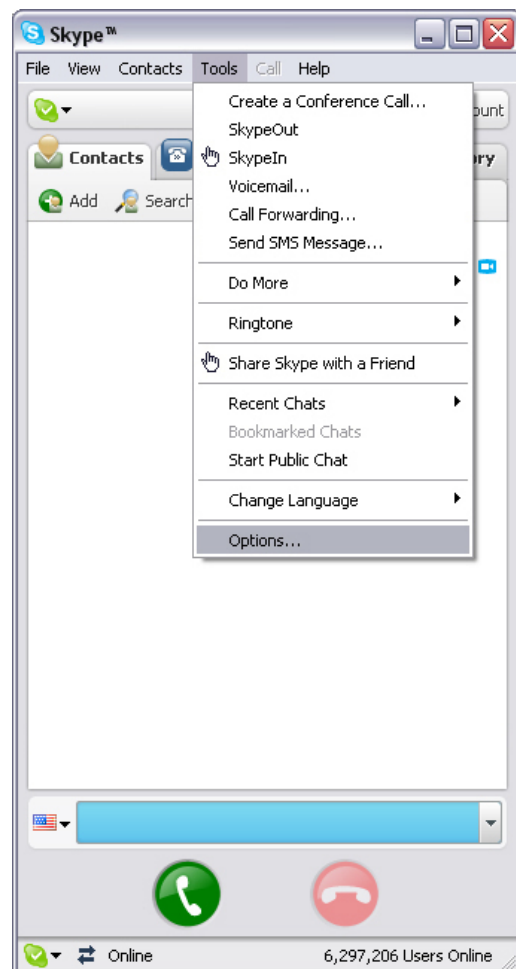 Skype™
File View Contacts Tools Call Help
Create a Conference Call...
SkypeOut
Contacts
SkypeIn
Voicemail...
Add Search
Call Forwarding...
Send SMS Message...
Do More
Ringtone
Share Skype with a Friend
Recent Chats
Bookmarked Chats
Start Public Chat
Change Language
Options...
Online 6,297,206 Users Online